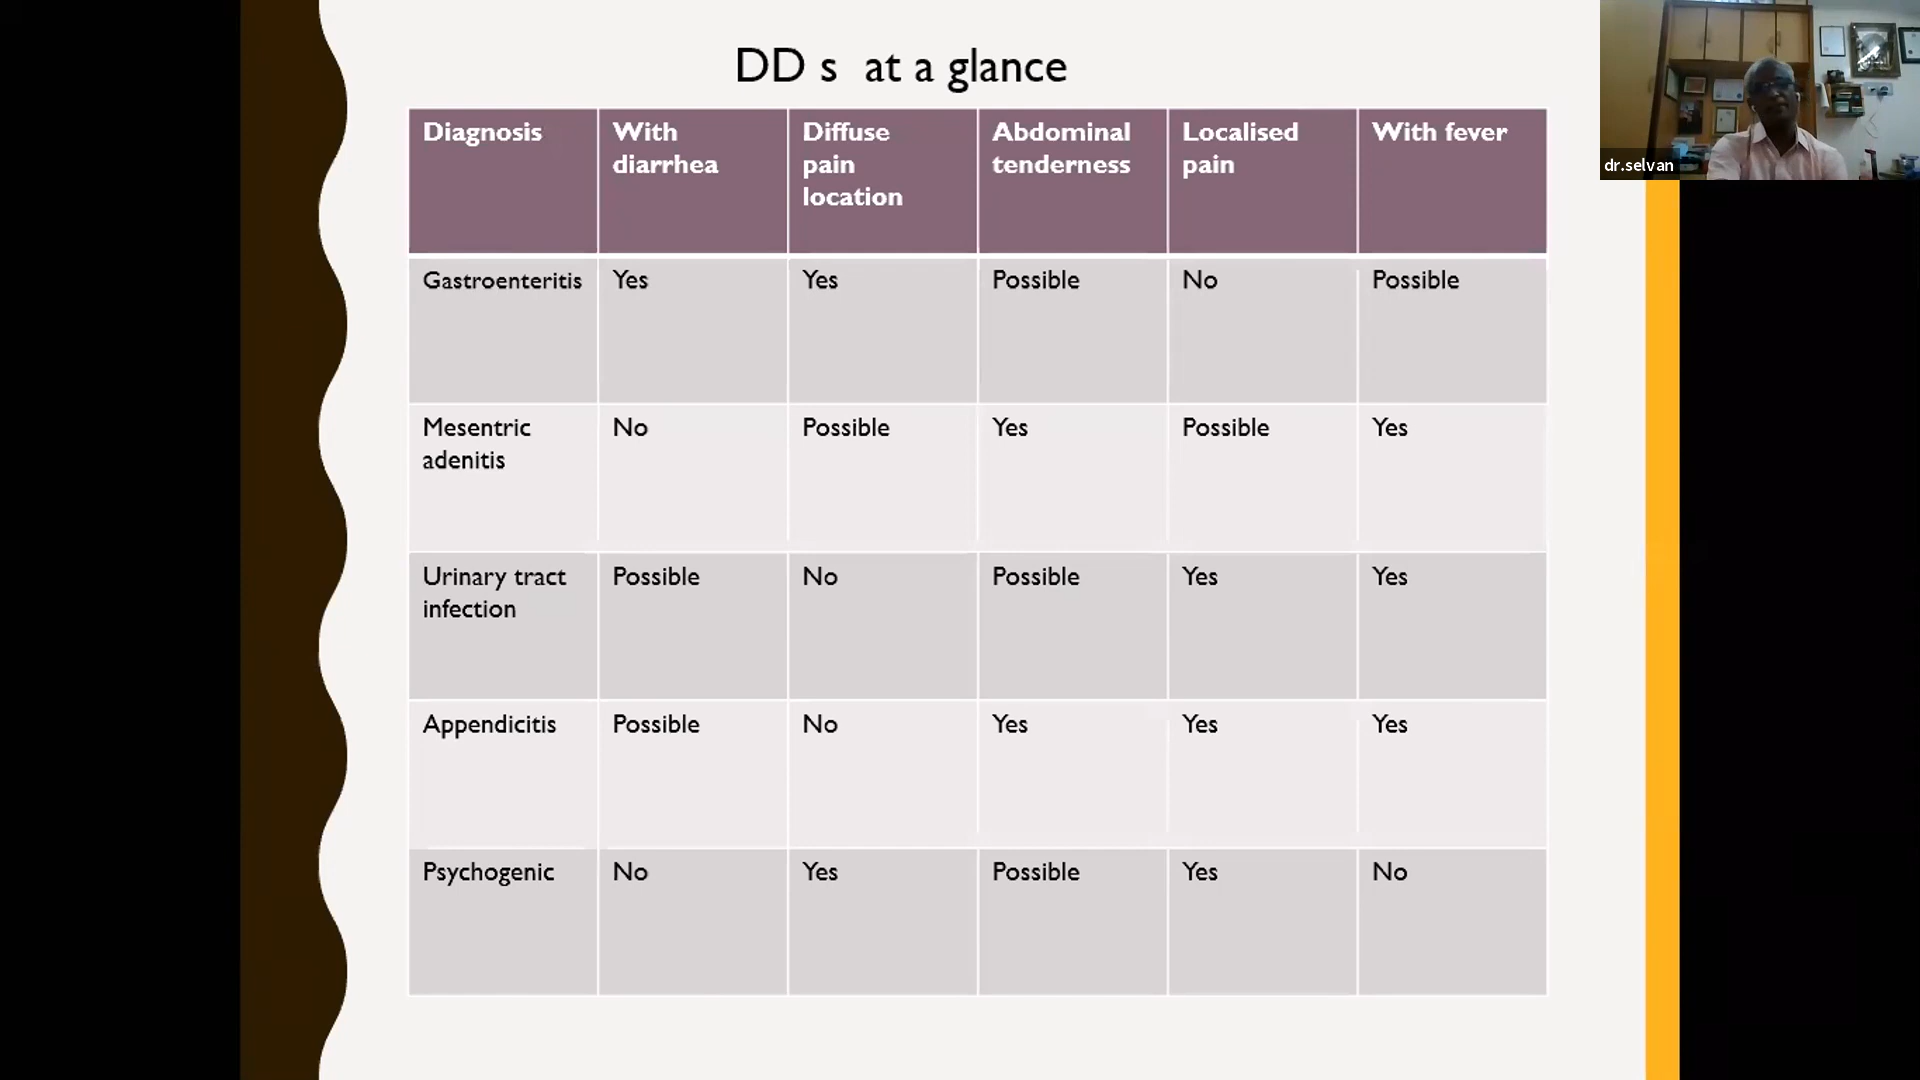 DD s at a glance
Diagnosis With diarrhea Diffuse pain location Abdominal tenderness Localised pain With fever
Gastroenteritis Yes Yes Possible No Possible
Mesentric adenitis No Possible Yes Possible Yes
Urinary tract infection Possible No Possible Yes Yes
Appendicitis Possible No Yes Yes Yes
Psychogenic No Yes Possible Yes No
dr.selvan